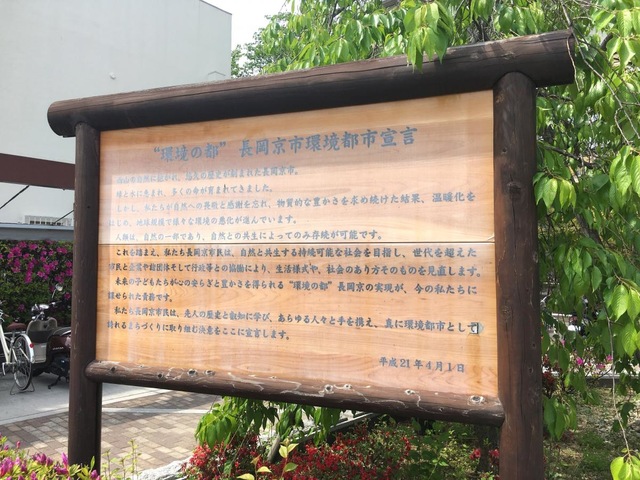 “環境の都” 長岡京市環境都市宣言
西山の自然に抱かれ、悠久の歴史が刻まれた長岡京市。
緑と水に恵まれ、多くの命が育まれてきました。
しかし、私たちが自然への畏敬と感謝を忘れ、物質的な豊かさを求め続けた結果、温暖化を
はじめ、地球規模で様々な環境の悪化が進んでいます。
人類は、自然の一部であり、自然との共生によってのみ存続が可能です。
これを踏まえ、私たち長岡京市民は、自然と共生する持続可能な社会を目指し、世代を超えた
市民と企業や各団体そして行政等との協働により、生活様式や、社会のあり方そのものを見直します。
未来の子どもたちが心の安らぎと豊かさを得られる“環境の都”長岡京の実現が、今の私たちに
課せられた責務です。
私たち長岡京市民は、先人の歴史と叡知に学び、あらゆる人々と手を携え、真に環境都市として
誇れるまちづくりに取り組む決意をここに宣言します。
平成21年4月1日